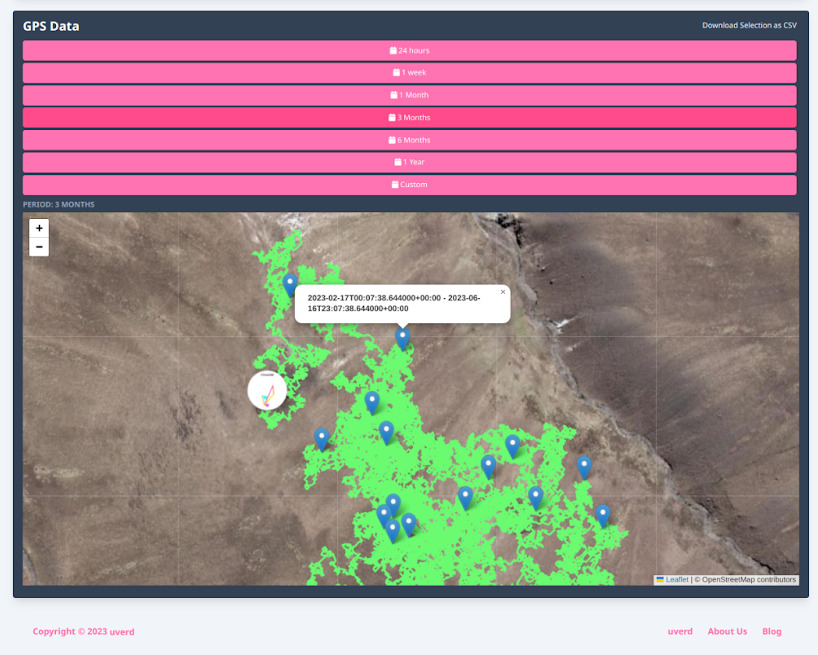 GPS Data
Download Selection as CSV
24 hours
1 week
1 Month
3 Months
6 Months
1 Year
Custom
PERIOD: 3 MONTHS
+
−
×
2023-02-17T00:07:38.644000+00:00 - 2023-06-
16T23:07:38.644000+00:00
Leaflet | © OpenStreetMap contributors
Copyright © 2023 uverd
uverd
About Us
Blog